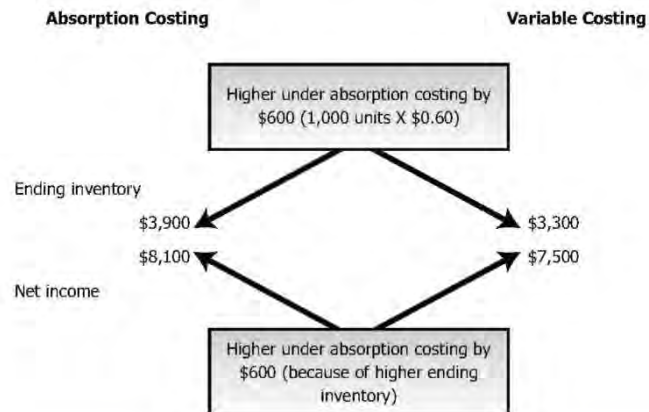 Absorption Costing
Variable Costing
Higher under absorption costing by
$600 (1,000 units X $0.60)
Ending inventory
$3,900
$3,300
$8,100
$7,500
Net income
Higher under absorption costing by
$600 (because of higher ending
inventory)